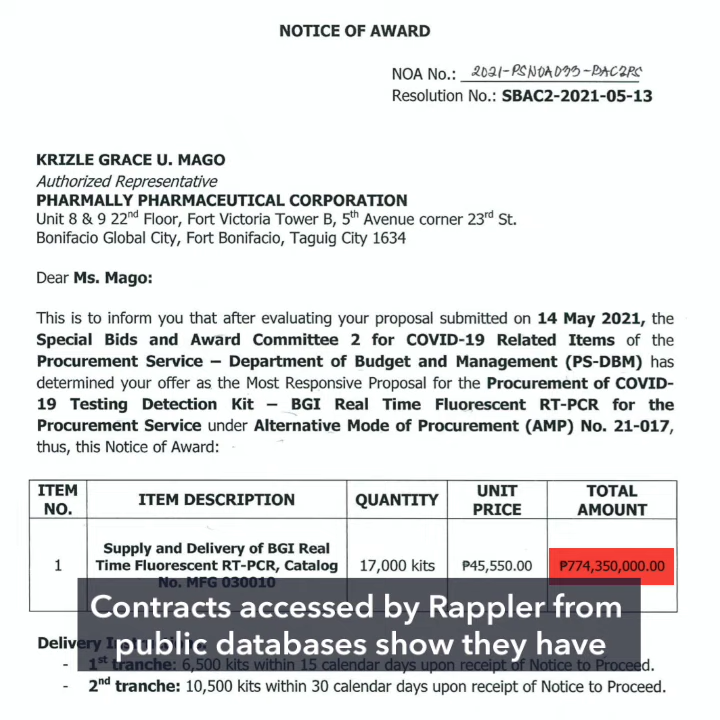 NOTICE OF AWARD
NOA No.: 2021-PSNOA033-BAC2PS
Resolution No.: SBAC2-2021-05-13
KRIZLE GRACE U. MAGO
Authorized Representative
PHARMALLY PHARMACEUTICAL CORPORATION
Unit 8 & 9 22nd Floor, Fort Victoria Tower B, 5th Avenue corner 23rd St.
Bonifacio Global City, Fort Bonifacio, Taguig City 1634
Dear Ms. Mago:
This is to inform you that after evaluating your proposal submitted on 14 May 2021, the
Special Bids and Award Committee 2 for COVID-19 Related Items of the
Procurement Service – Department of Budget and Management (PS-DBM) has
determined your offer as the Most Responsive Proposal for the Procurement of COVID-
19 Testing Detection Kit – BGI Real Time Fluorescent RT-PCR for the
Procurement Service under Alternative Mode of Procurement (AMP) No. 21-017,
thus, this Notice of Award:
ITEM NO. ITEM DESCRIPTION QUANTITY UNIT PRICE TOTAL AMOUNT
1 Supply and Delivery of BGI Real Time Fluorescent RT-PCR, Catalog No. MFG 030010 17,000 kits ₱45,550.00 ₱774,350,000.00
Contracts accessed by Rappler from
public databases show they have
Delivery
- 1st tranche: 6,500 kits within 15 calendar days upon receipt of Notice to Proceed.
- 2nd tranche: 10,500 kits within 30 calendar days upon receipt of Notice to Proceed.